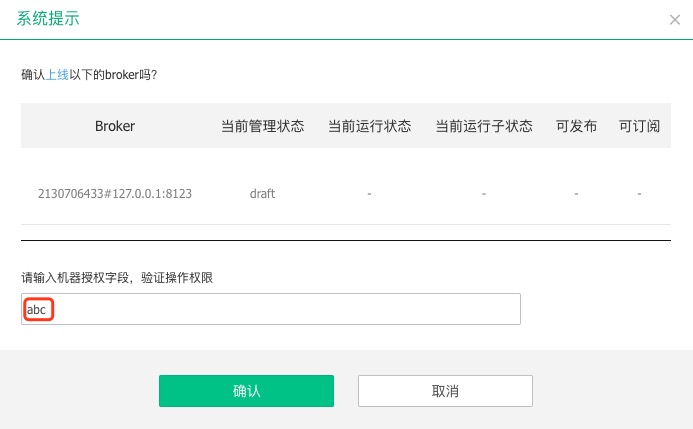 系统提示
确认上线以下的broker吗?
Broker 当前管理状态 当前运行状态 当前运行子状态 可发布 可订阅
2130706433#127.0.0.1:8123 draft - - - -
请输入机器授权字段，验证操作权限
abc
确认 取消